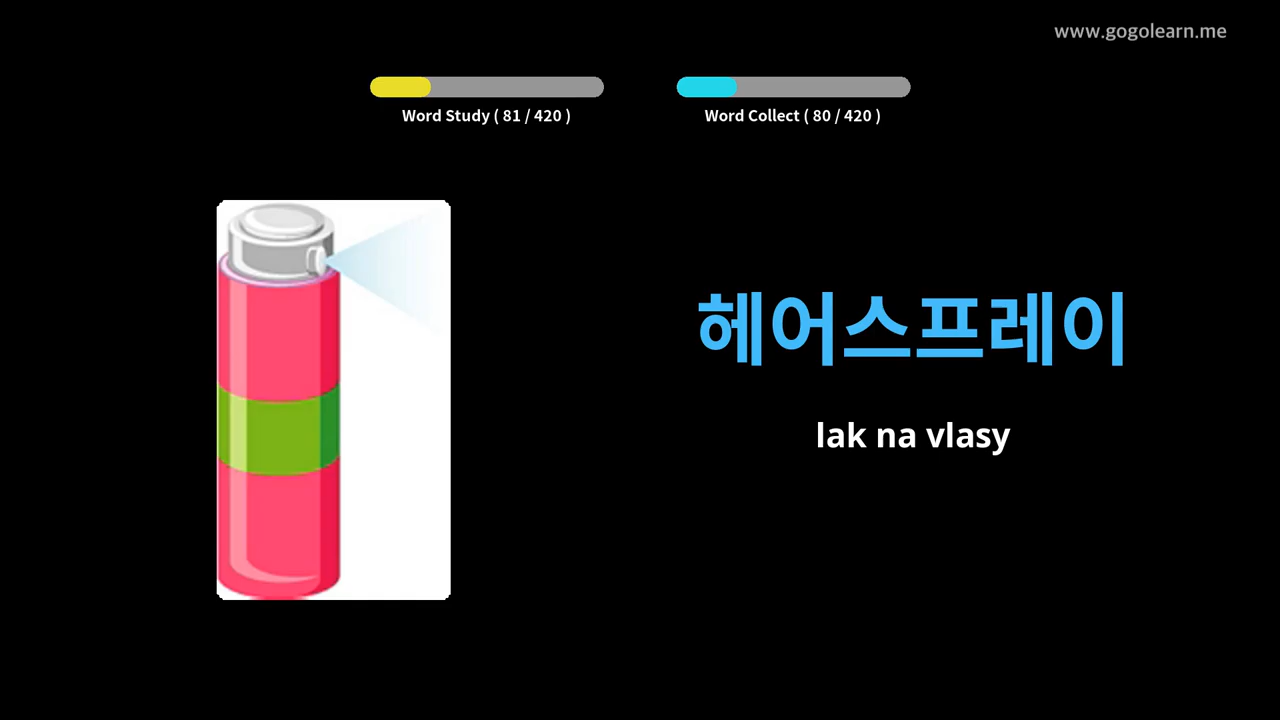 www.gogolearn.me
Word Study ( 81 / 420 )
Word Collect ( 80 / 420 )
헤어스프레이
lak na vlasy